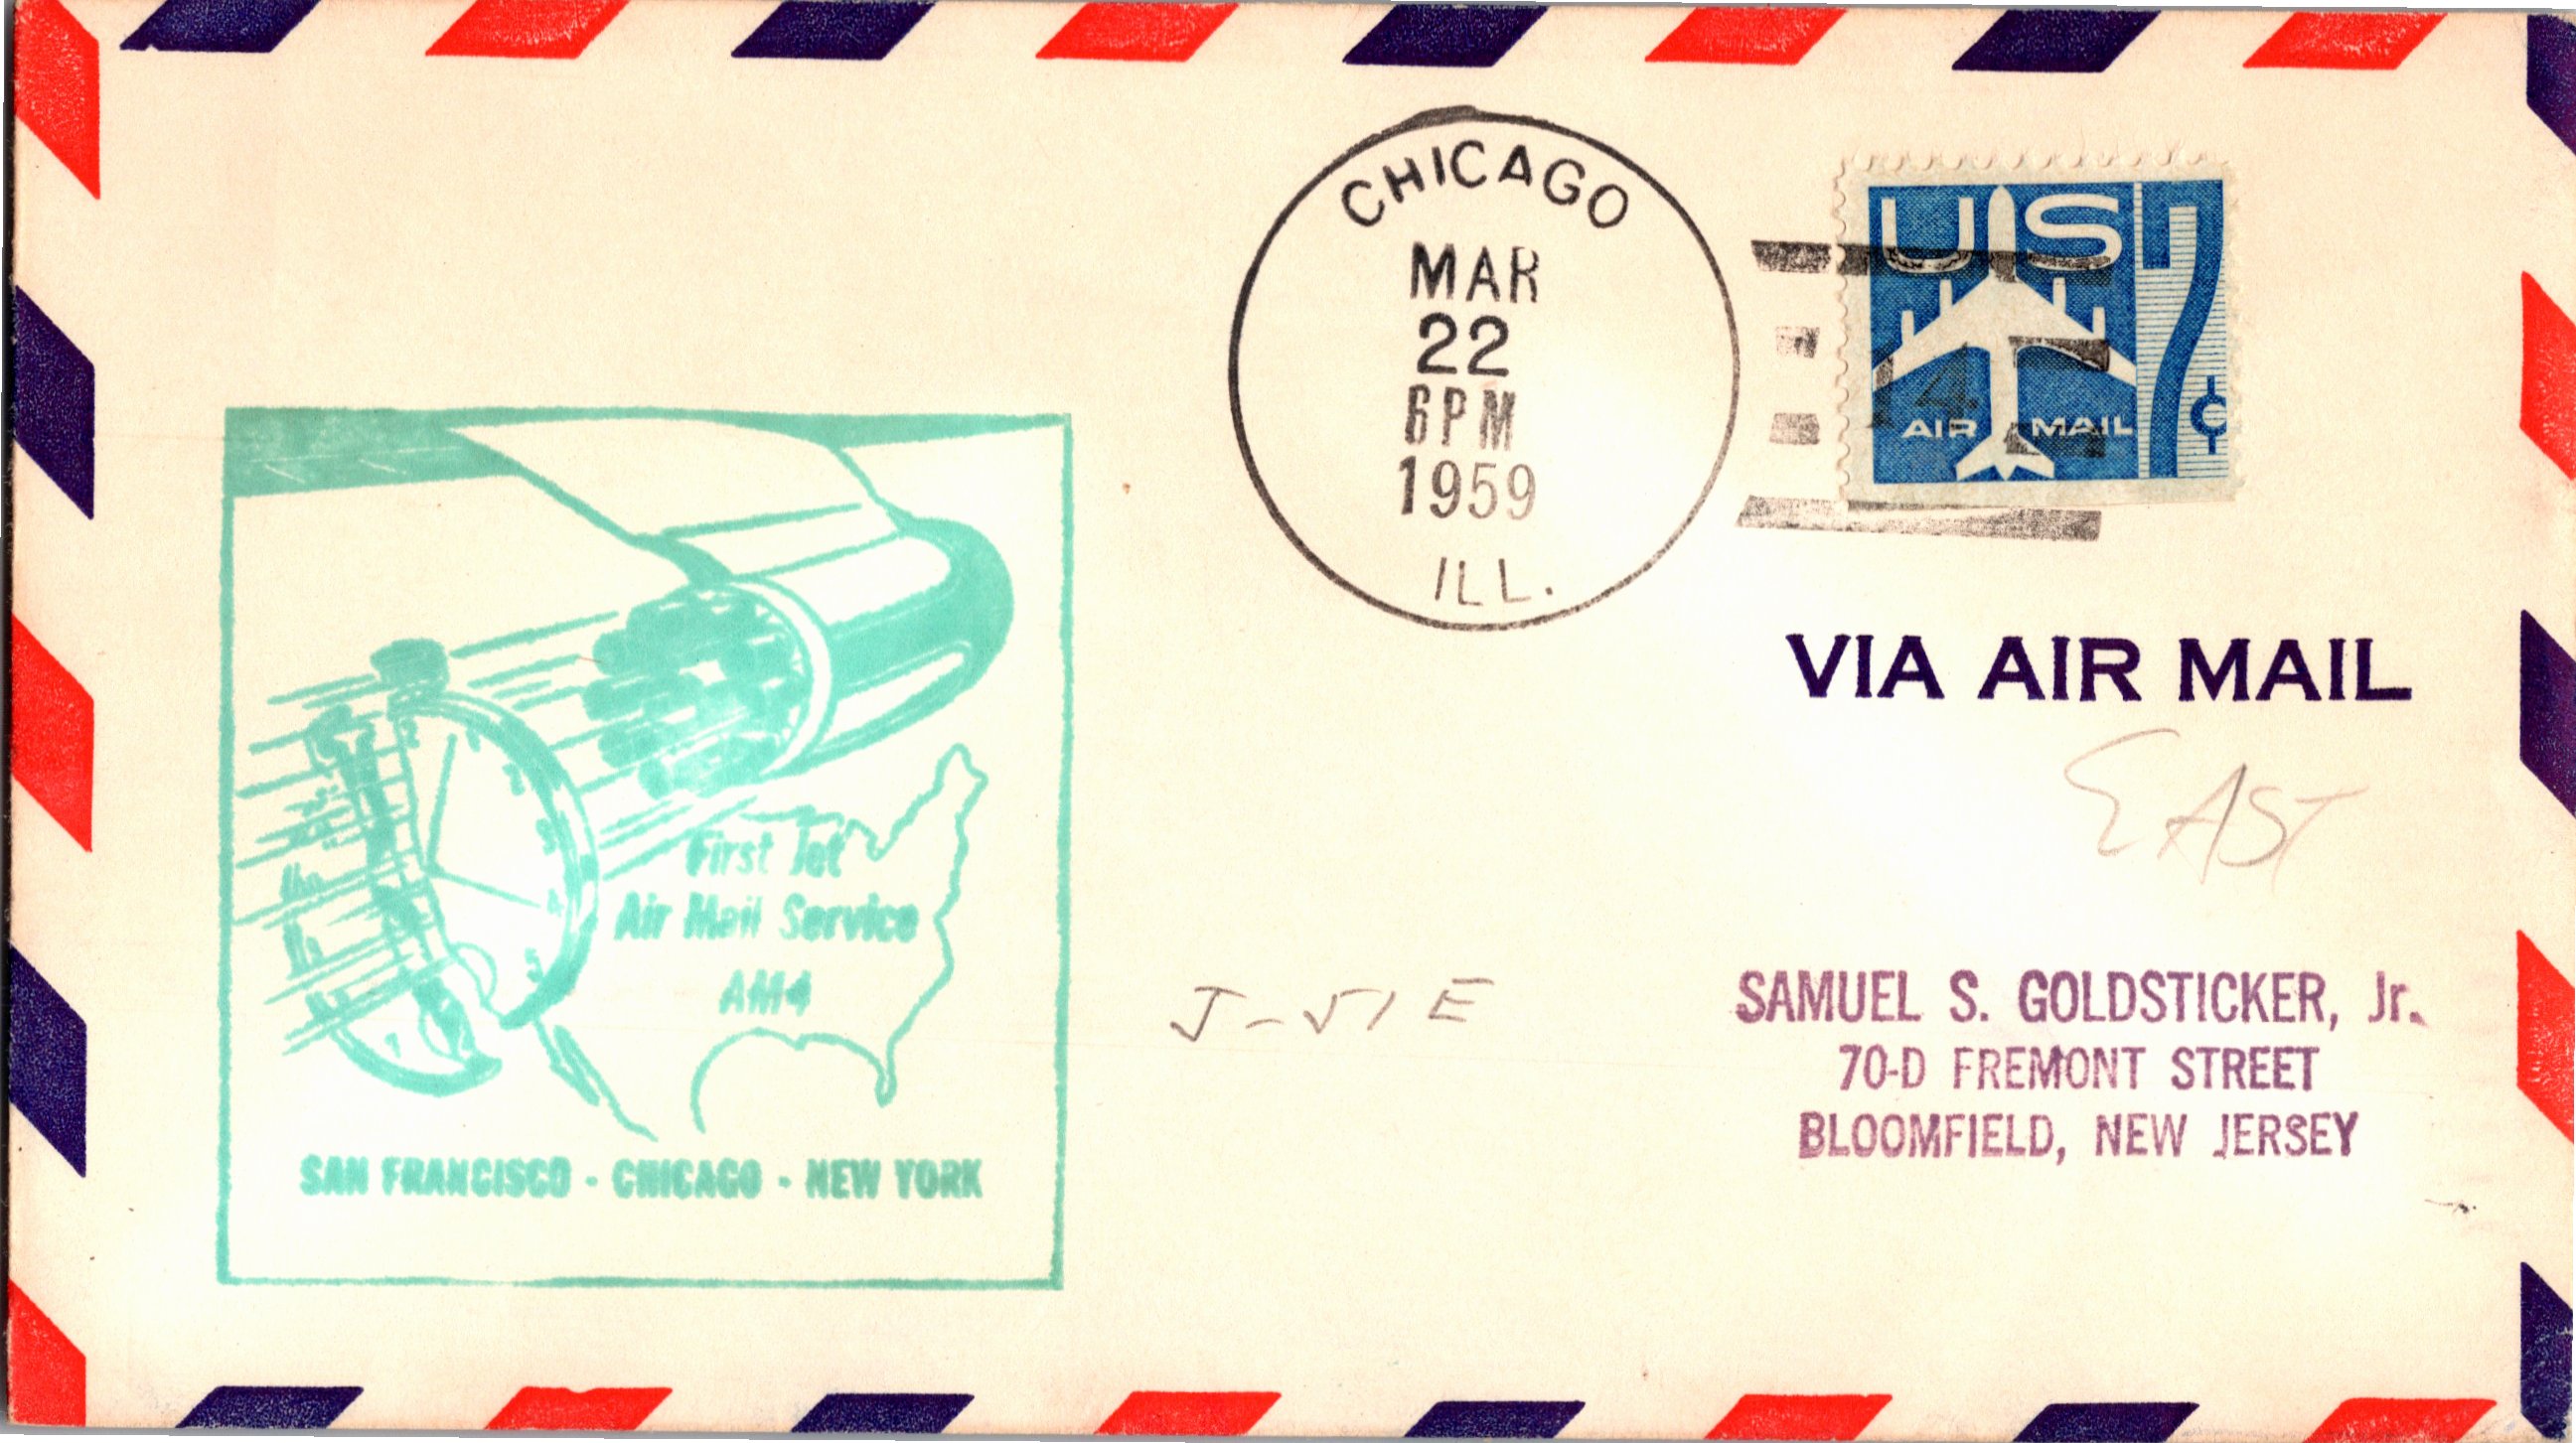 CHICAGO
MAR
22
6PM
1959
ILL.
US
7¢
AIR MAIL
VIA AIR MAIL
EAST
First Jet
Air Mail Service
AM4
SAN FRANCISCO - CHICAGO - NEW YORK
J-51E
SAMUEL S. GOLDSTICKER, Jr.
70-D FREMONT STREET
BLOOMFIELD, NEW JERSEY